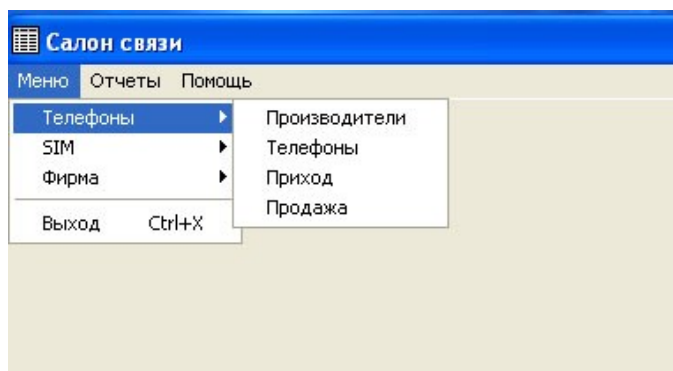 Салон связи
Меню Отчеты Помощь
Телефоны
SIM
Фирма
Выход Ctrl+X
Производители
Телефоны
Приход
Продажа